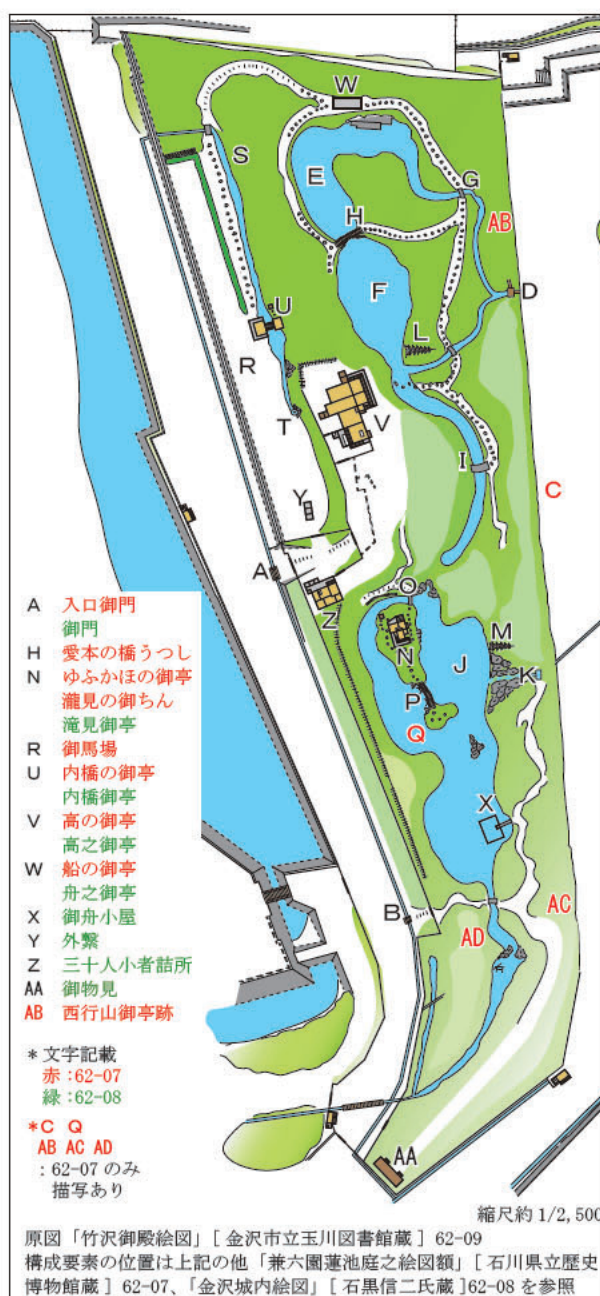 W
S
E
G
H
AB
F
D
U
L
R
T
V
I
C
Y
A
O
Z
M
N
J
K
P
Q
X
B
AD
AC
AA
A 入口御門
御門
H 愛本の橋うつし
N ゆふかほの御亭
瀧見の御ちん
滝見御亭
R 御馬場
U 内橋の御亭
内橋御亭
V 高の御亭
高之御亭
W 船の御亭
舟之御亭
X 御舟小屋
Y 外繋
Z 三十人小者詰所
AA 御物見
AB 西行山御亭跡
*文字記載
赤:62-07
緑:62-08
*C Q
AB AC AD
:62-07 のみ
描写あり
縮尺約 1/2,500
原図「竹沢御殿絵図」[ 金沢市立玉川図書館蔵 ] 62-09
構成要素の位置は上記の他「兼六園蓮池庭之絵図額」[ 石川県立歴史
博物館蔵 ] 62-07、「金沢城内絵図」[ 石黒信二氏蔵 ]62-08 を参照